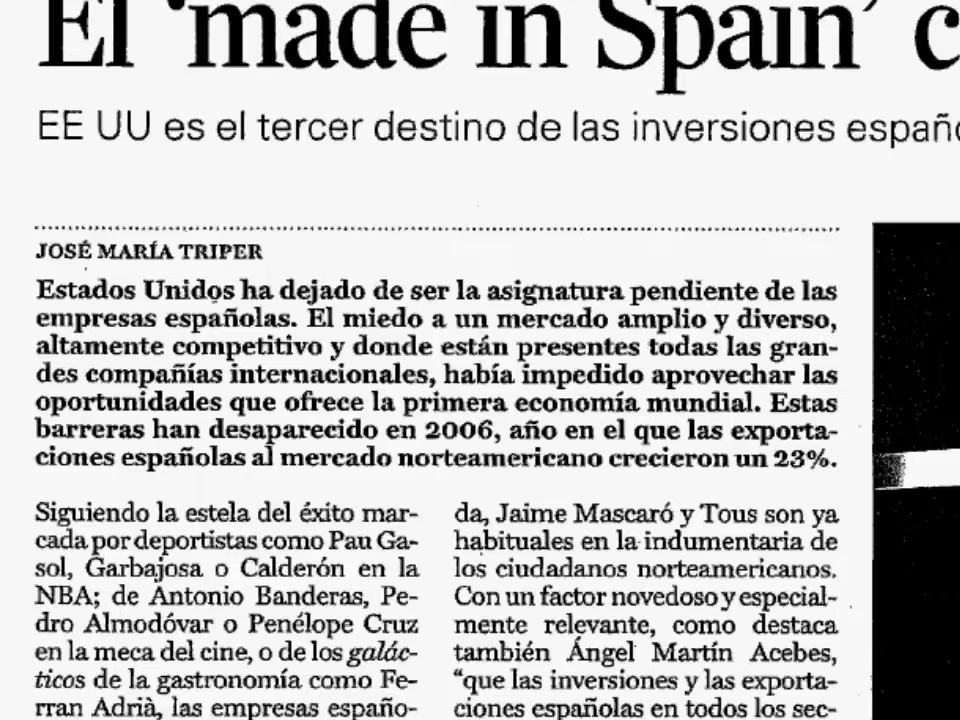 El 'made in Spain' c
EE UU es el tercer destino de las inversiones españo
JOSÉ MARÍA TRIPER
Estados Unidos ha dejado de ser la asignatura pendiente de las
empresas españolas. El miedo a un mercado amplio y diverso,
altamente competitivo y donde están presentes todas las gran-
des compañías internacionales, había impedido aprovechar las
oportunidades que ofrece la primera economía mundial. Estas
barreras han desaparecido en 2006, año en el que las exporta-
ciones españolas al mercado norteamericano crecieron un 23%.
Siguiendo la estela del éxito mar-
cada por deportistas como Pau Ga-
sol, Garbajosa o Calderón en la
NBA; de Antonio Banderas, Pe-
dro Almodóvar o Penélope Cruz
en la meca del cine, o de los galác-
ticos de la gastronomía como Fe-
rran Adrià, las empresas españo-
da, Jaime Mascaró y Tous son ya
habituales en la indumentaria de
los ciudadanos norteamericanos.
Con un factor novedoso y especial-
mente relevante, como destaca
también Ángel Martín Acebes,
"que las inversiones y las exporta-
ciones españolas en todos los sec-